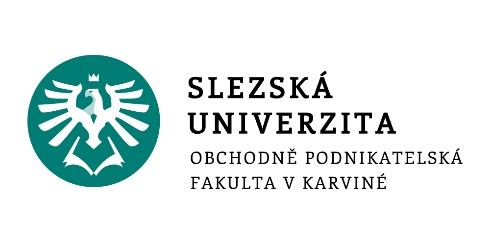 SLEZSKÁ
UNIVERZITA
OBCHODNĚ PODNIKATELSKÁ
FAKULTA V KARVINÉ